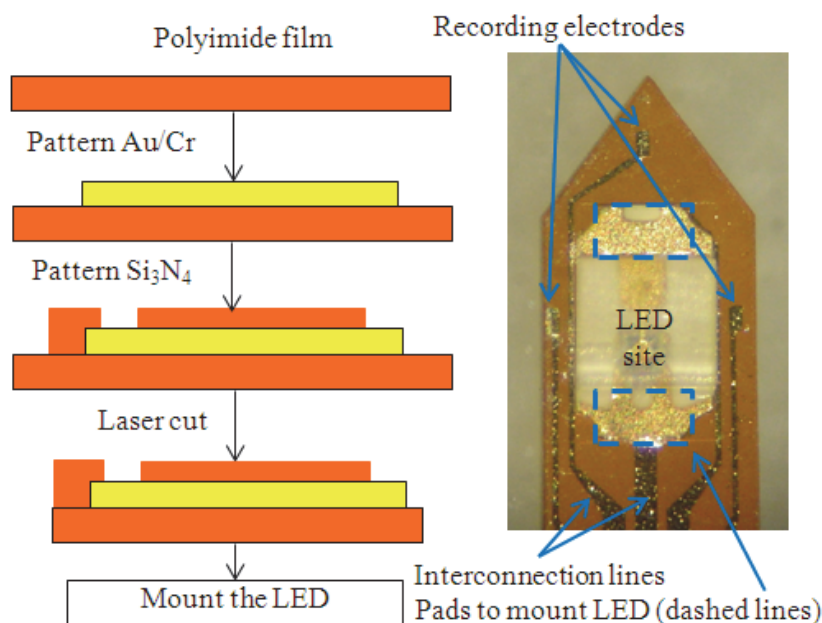 Polyimide film
Pattern Au/Cr
Pattern Si₃N₄
Laser cut
Mount the LED
Recording electrodes
LED
site
Interconnection lines
Pads to mount LED (dashed lines)